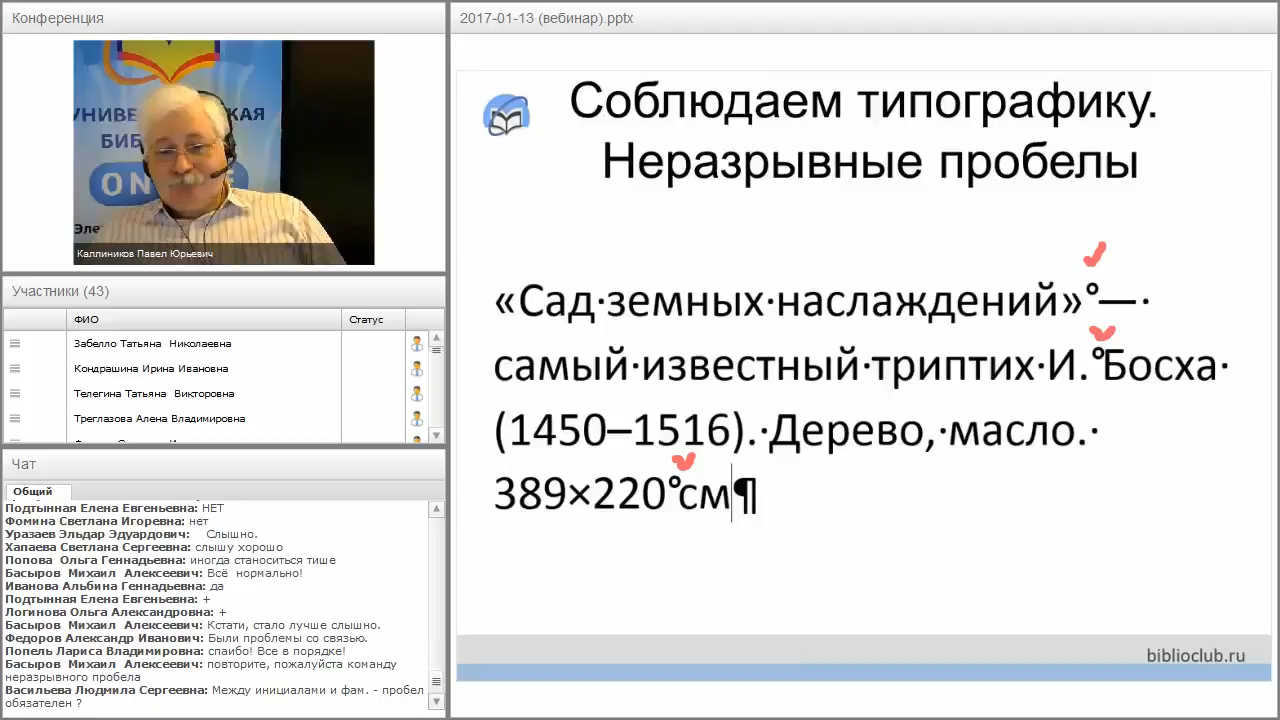 Конференция
УНИВЕ
СКАЯ
БИБ
ON
E
Эле
Каллиников Павел Юрьевич
Участники (43)
ФИО
Статус
Забелло Татьяна Николаевна
Кондрашина Ирина Ивановна
Телегина Татьяна Викторовна
Треглазова Алена Владимировна
Чат
Общий
Подтынная Елена Евгеньевна: НЕТ
Фомина Светлана Игоревна: нет
Уразаев Эльдар Эдуардович: Слышно.
Хапаева Светлана Сергеевна: слышу хорошо
Попова Ольга Геннадьевна: иногда станоситься тише
Басыров Михаил Алексеевич: Всё нормально!
Иванова Альбина Геннадьевна: да
Подтынная Елена Евгеньевна: +
Логинова Ольга Александровна: +
Басыров Михаил Алексеевич: Кстати, стало лучше слышно.
Федоров Александр Иванович: Были проблемы со связью.
Попель Лариса Владимировна: спаибо! Все в порядке!
Басыров Михаил Алексеевич: повторите, пожалуйста команду
неразрывного пробела
Васильева Людмила Сергеевна: Между инициалами и фам. - пробел
обязателен ?
2017-01-13 (вебинар).pptx
Соблюдаем типографику.
Неразрывные пробелы
«Сад·земных·наслаждений»°—·
самый·известный·триптих·И.°Босха·
(1450–1516).·Дерево,·масло.·
389×220°см¶
biblioclub.ru